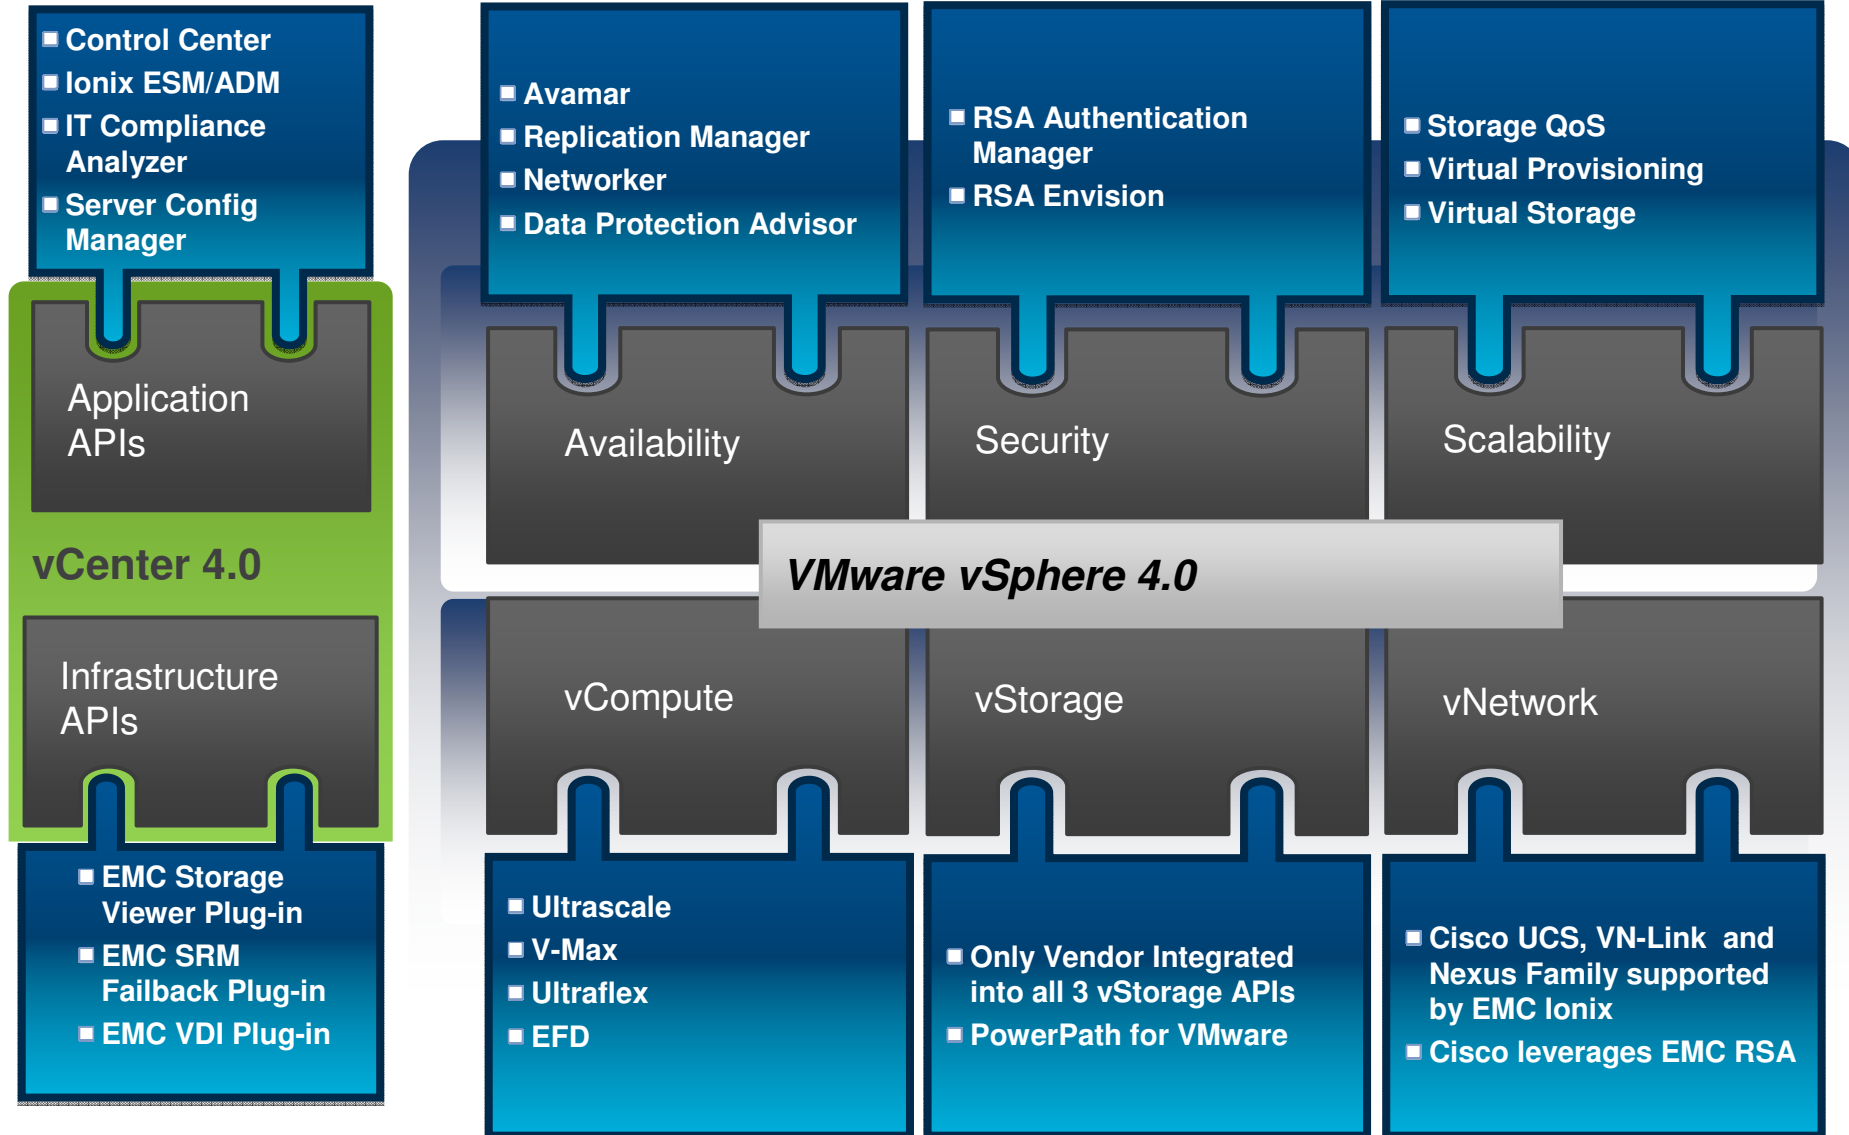 Control Center
Ionix ESM/ADM
IT Compliance
Analyzer
Server Config
Manager
Application
APIs
vCenter 4.0
Infrastructure
APIs
EMC Storage
Viewer Plug-in
EMC SRM
Failback Plug-in
EMC VDI Plug-in
Avamar
Replication Manager
Networker
Data Protection Advisor
RSA Authentication
Manager
RSA Envision
Storage QoS
Virtual Provisioning
Virtual Storage
Availability
Security
Scalability
VMware vSphere 4.0
vCompute
vStorage
vNetwork
Ultrascale
V-Max
Ultraflex
EFD
Only Vendor Integrated
into all 3 vStorage APIs
PowerPath for VMware
Cisco UCS, VN-Link and
Nexus Family supported
by EMC Ionix
Cisco leverages EMC RSA